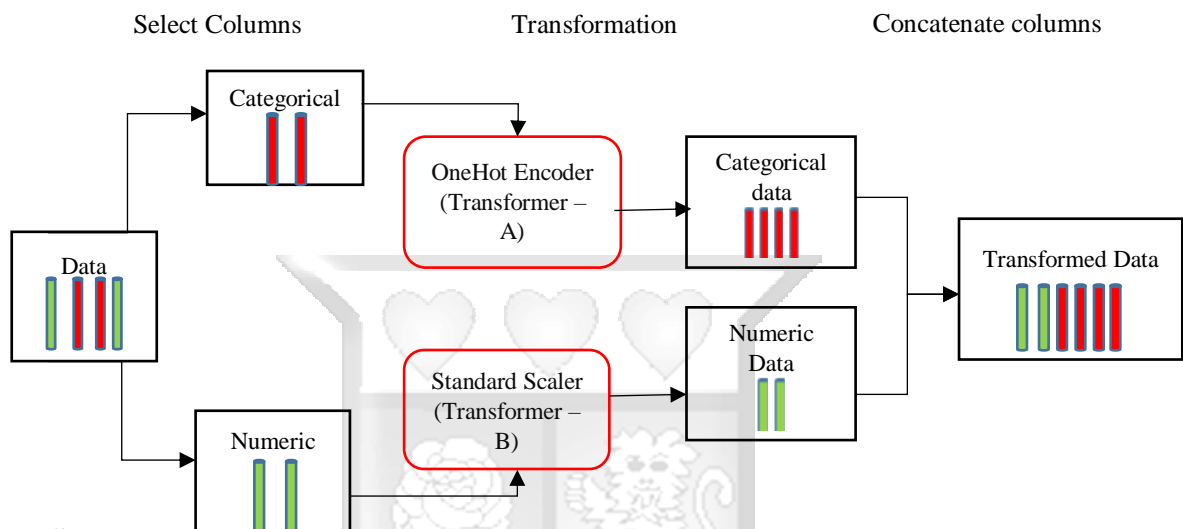 Select Columns
Transformation
Concatenate columns
Categorical
OneHot Encoder
(Transformer –
A)
Categorical
data
Data
Transformed Data
Numeric
Data
Standard Scaler
(Transformer –
B)
Numeric